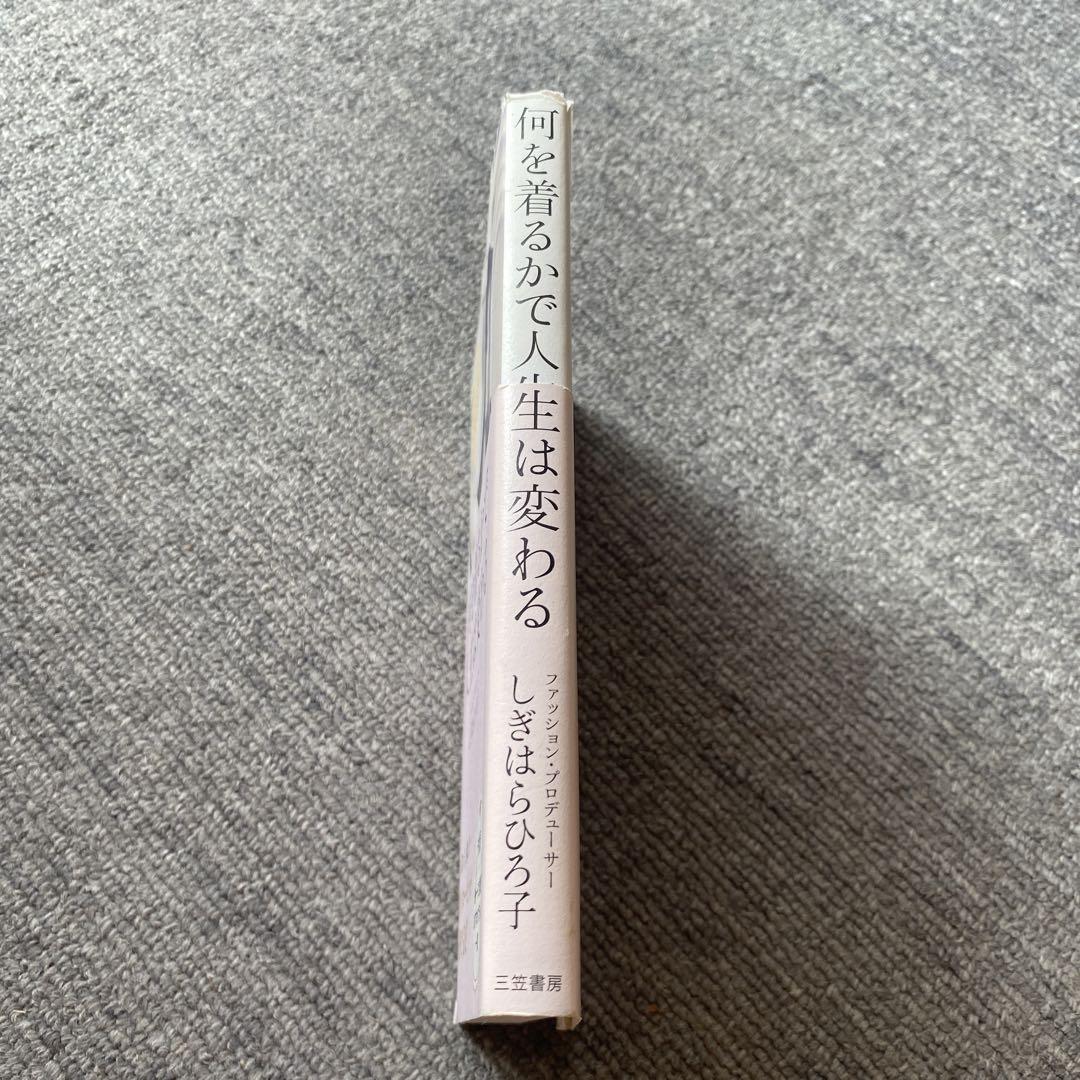 何を着るかで人生は変わる
ファッション・プロデューサー
しぎはらひろ子
三笠書房